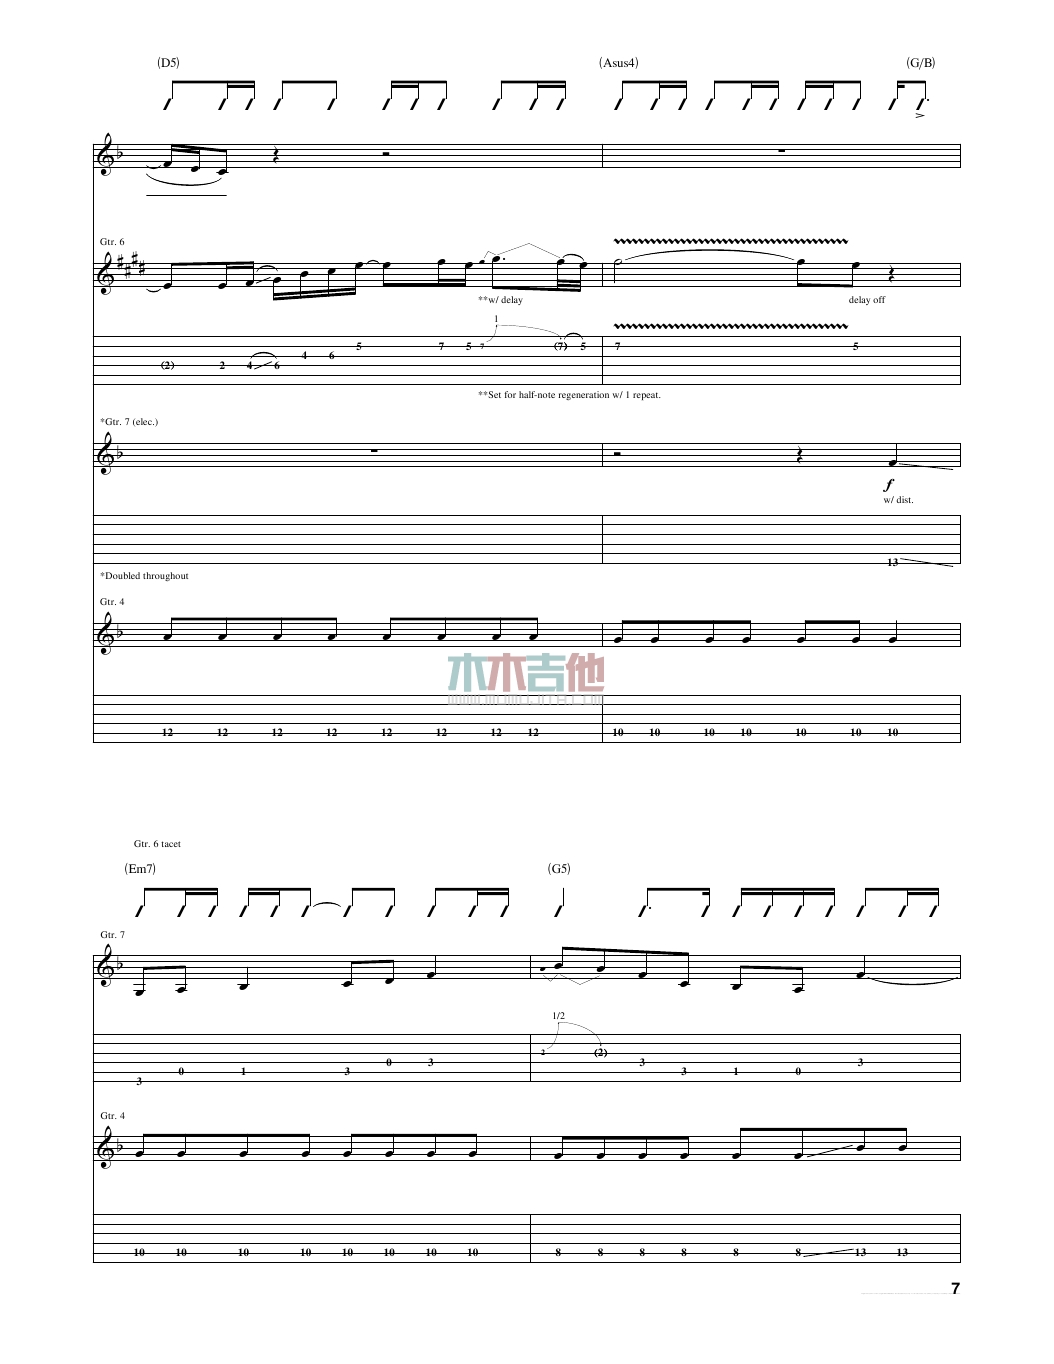 (D5) (Asus4) (G/B)
Gtr. 6
**w/ delay delay off
1
5 7 5 7 (7) 5 7 5
4 6
(2) 2 4 6
**Set for half-note regeneration w/ 1 repeat.
*Gtr. 7 (elec.)
f
w/ dist.
13
*Doubled throughout
Gtr. 4
木木吉他
12 12 12 12 12 12 12 12 10 10 10 10 10 10 10
Gtr. 6 tacet
(Em7) (G5)
Gtr. 7
1/2
2 (2)
0 3 3 3
0 1 3 3 1 0
3
Gtr. 4
10 10 10 10 10 10 10 10 8 8 8 8 8 8 13 13
7